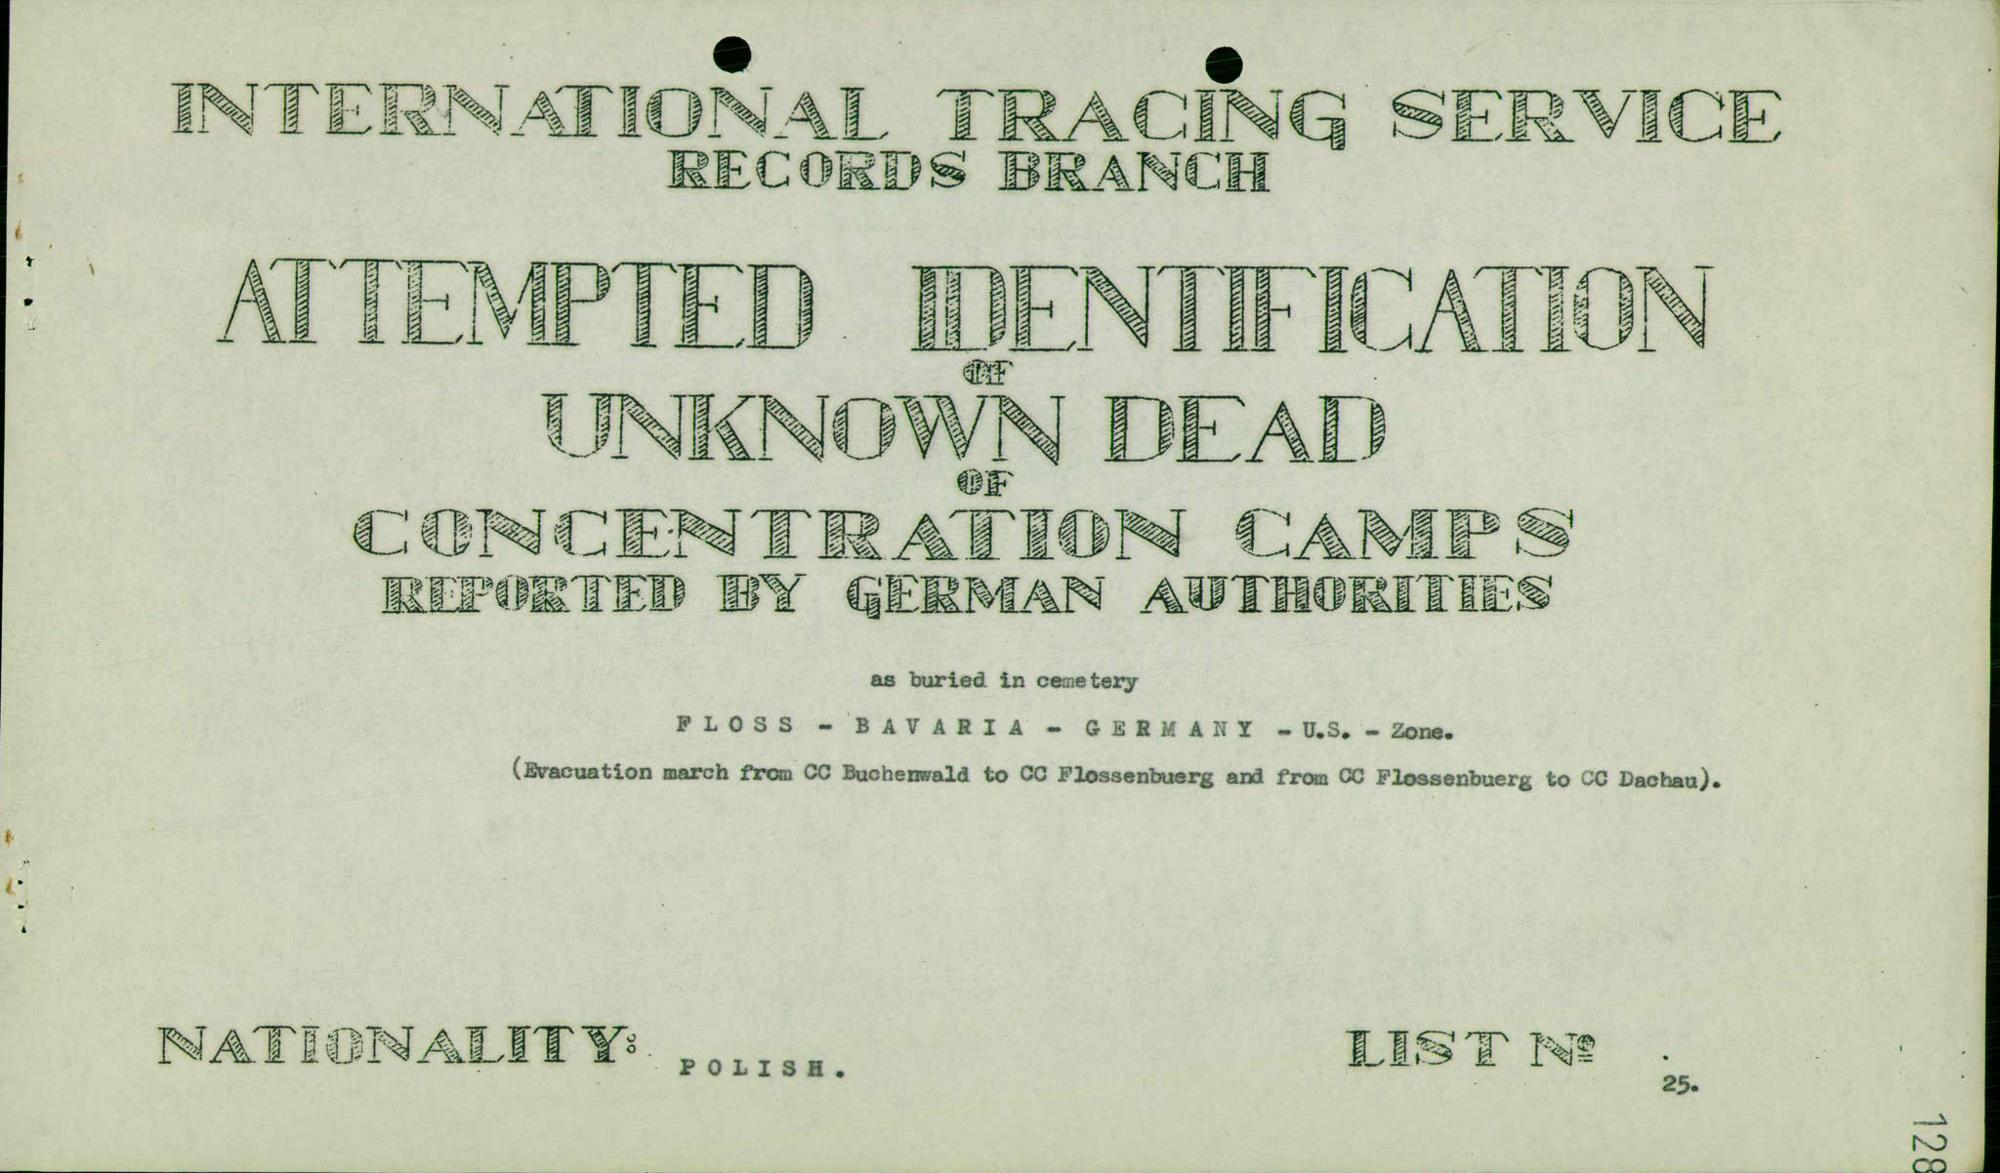 INTERNATIONAL TRACING SERVICE
RECORDS BRANCH
ATTEMPTED IDENTIFICATION
OF
UNKNOWN DEAD
OF
CONCENTRATION CAMPS
REPORTED BY GERMAN AUTHORITIES
as buried in cemetery
FLOSS - BAVARIA - GERMANY - U.S. - Zone.
(Evacuation march from CC Buchenwald to CC Flossenbuerg and from CC Flossenbuerg to CC Dachau).
NATIONALITY: POLISH.
LIST Nº 25.
128